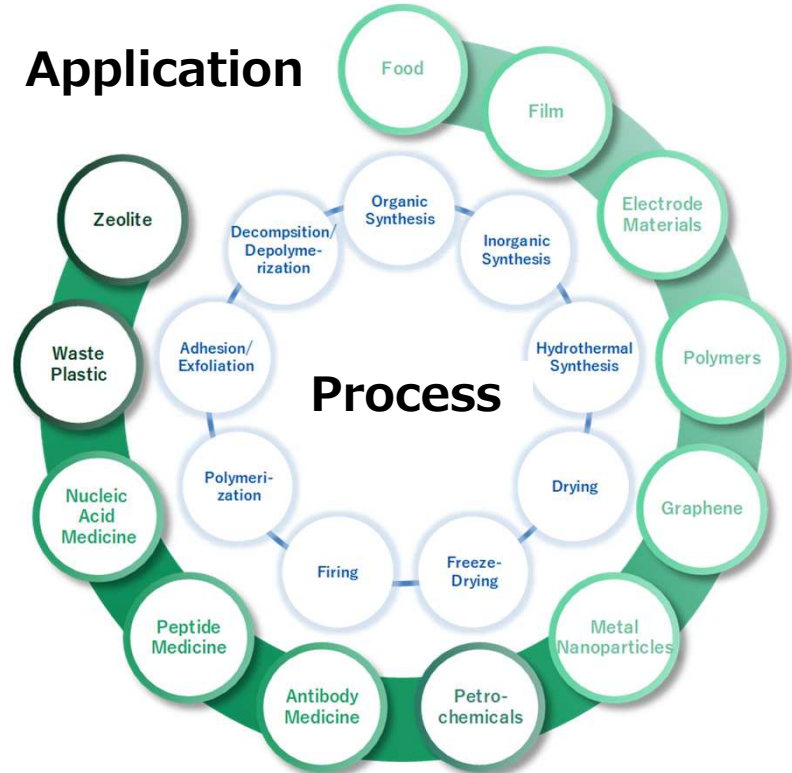 Application
Food
Film
Electrode
Materials
Polymers
Graphene
Metal
Nanoparticles
Petro-
chemicals
Antibody
Medicine
Peptide
Medicine
Nucleic
Acid
Medicine
Waste
Plastic
Zeolite
Process
Organic
Synthesis
Inorganic
Synthesis
Hydrothermal
Synthesis
Drying
Freeze-
Drying
Firing
Polymeri-
zation
Adhesion/
Exfoliation
Decompsition/
Depolyme-
rization